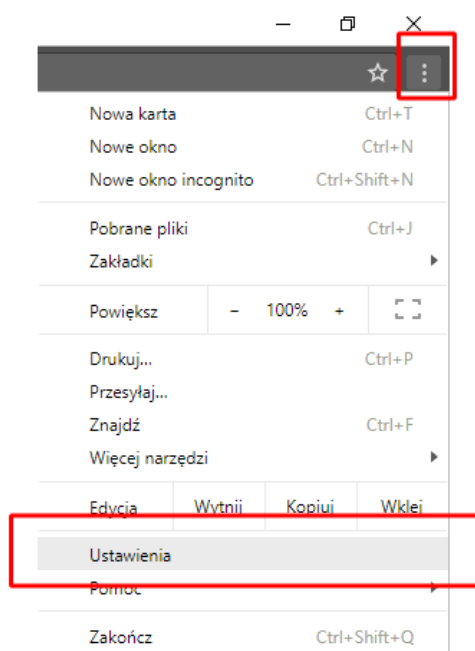 Nowa karta Ctrl+T
Nowe okno Ctrl+N
Nowe okno incognito Ctrl+Shift+N
Pobrane pliki Ctrl+J
Zakładki
Powiększ - 100% +
Drukuj... Ctrl+P
Przesyłaj...
Znajdź Ctrl+F
Więcej narzędzi
Edycja Wytnij Kopiuj Wklej
Ustawienia
Pomoc
Zakończ Ctrl+Shift+Q